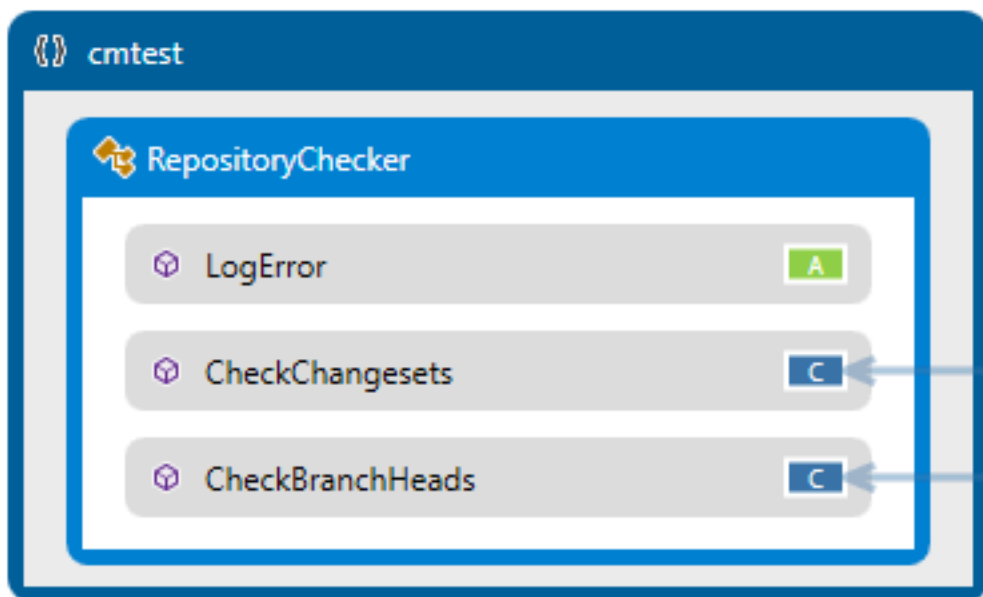 {} cmtest
RepositoryChecker
LogError A
CheckChangesets C
CheckBranchHeads C